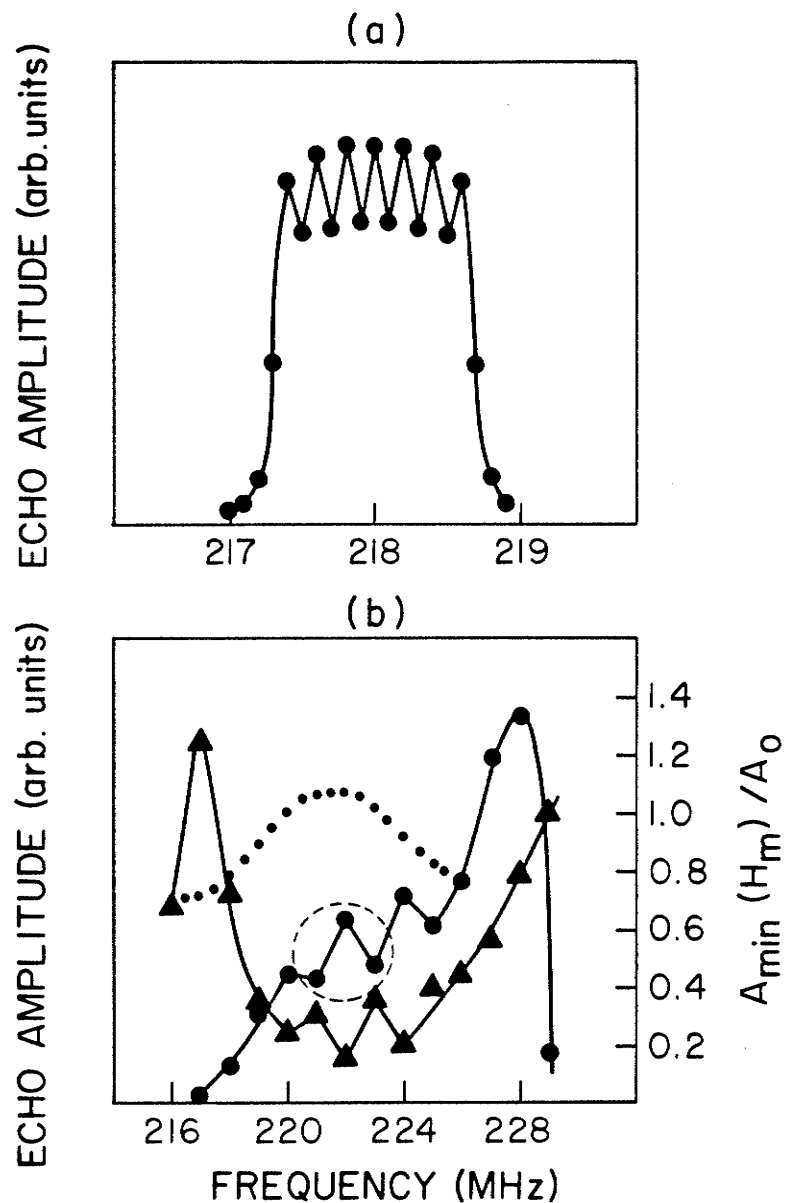 (a)
ECHO AMPLITUDE (arb. units)
217 218 219
(b)
ECHO AMPLITUDE (arb. units)
1.4
1.2
1.0
0.8
0.6
0.4
0.2
A_min (H_m) /A_0
216 220 224 228
FREQUENCY (MHz)